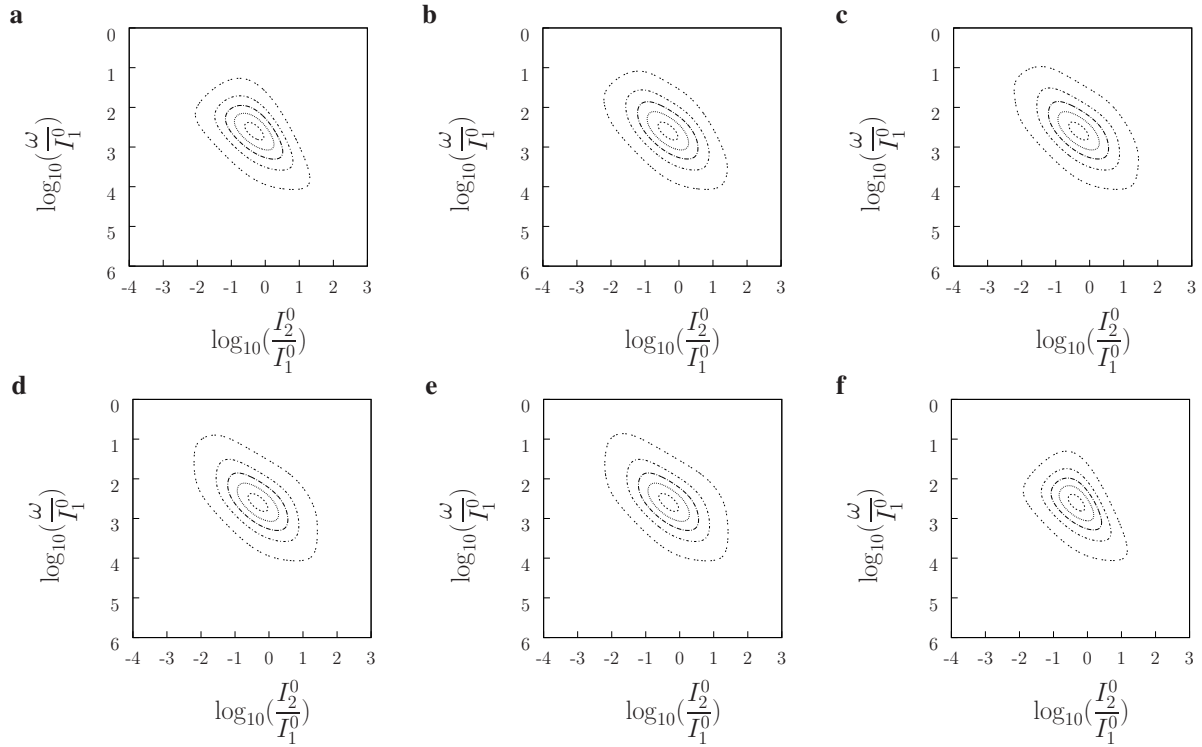 a b c
0 0 0
1 1 1
2 2 2
3 3 3
4 4 4
5 5 5
6 6 6
log₁₀(ω/I₁⁰) log₁₀(ω/I₁⁰) log₁₀(ω/I₁⁰)
-4 -3 -2 -1 0 1 2 3 -4 -3 -2 -1 0 1 2 3 -4 -3 -2 -1 0 1 2 3
log₁₀(I₂⁰/I₁⁰) log₁₀(I₂⁰/I₁⁰) log₁₀(I₂⁰/I₁⁰)
d e f
0 0 0
1 1 1
2 2 2
3 3 3
4 4 4
5 5 5
6 6 6
log₁₀(ω/I₁⁰) log₁₀(ω/I₁⁰) log₁₀(ω/I₁⁰)
-4 -3 -2 -1 0 1 2 3 -4 -3 -2 -1 0 1 2 3 -4 -3 -2 -1 0 1 2 3
log₁₀(I₂⁰/I₁⁰) log₁₀(I₂⁰/I₁⁰) log₁₀(I₂⁰/I₁⁰)